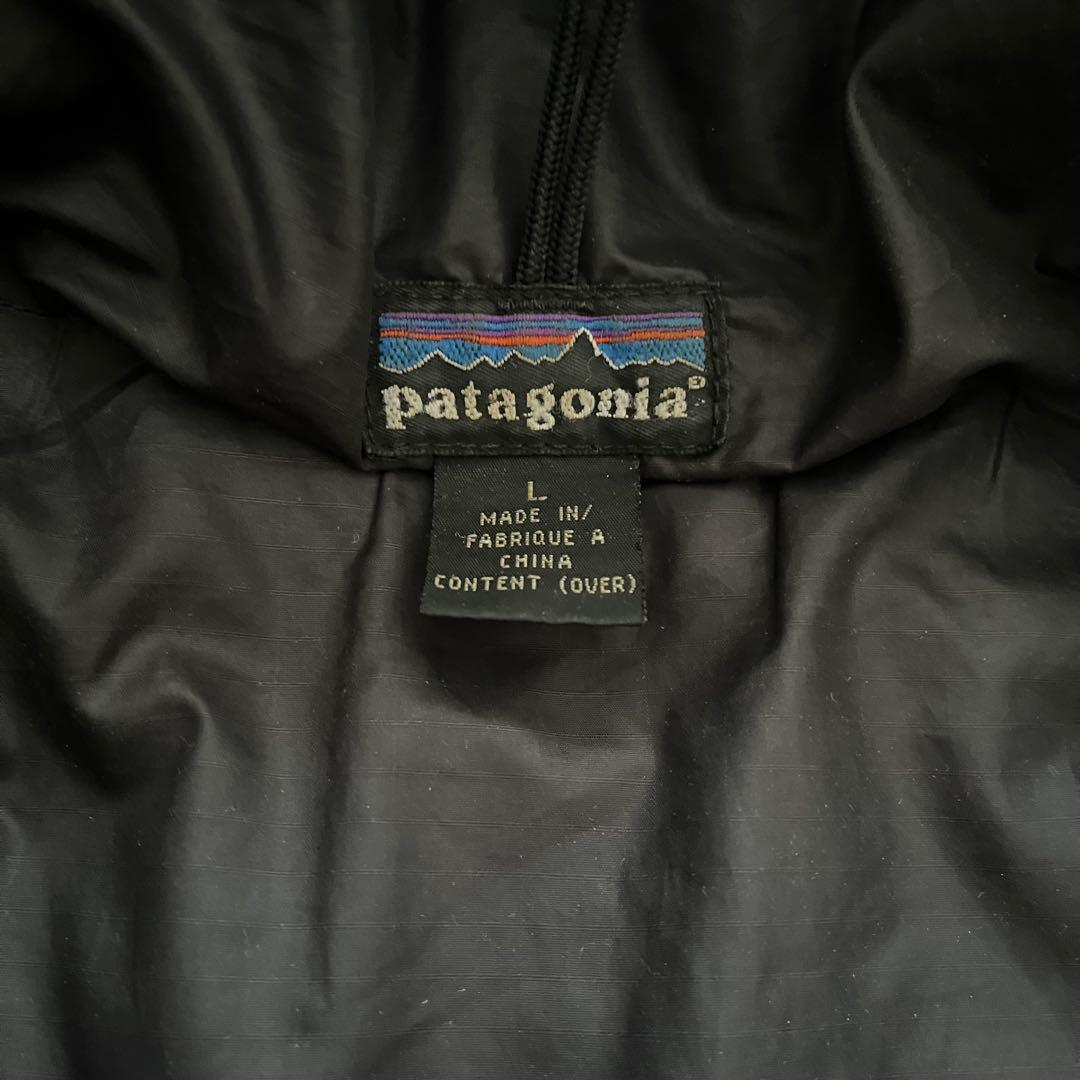 patagonia®
L
MADE IN/
FABRIQUE A
CHINA
CONTENT (OVER)